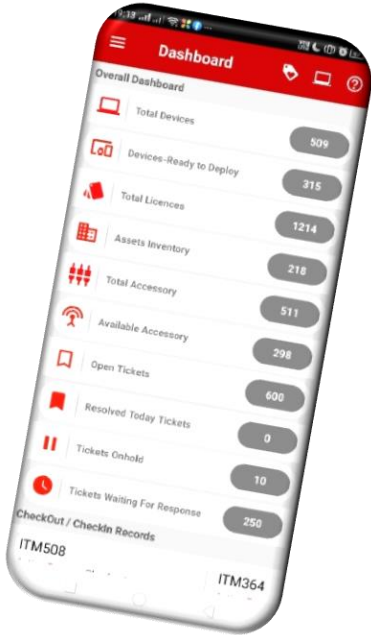 Dashboard
Overall Dashboard
Total Devices
509
Devices-Ready to Deploy
315
Total Licences
1214
Assets Inventory
218
Total Accessory
511
Available Accessory
298
Open Tickets
600
Resolved Today Tickets
0
Tickets Onhold
10
Tickets Waiting For Response
250
CheckOut / CheckIn Records
ITM508
ITM364